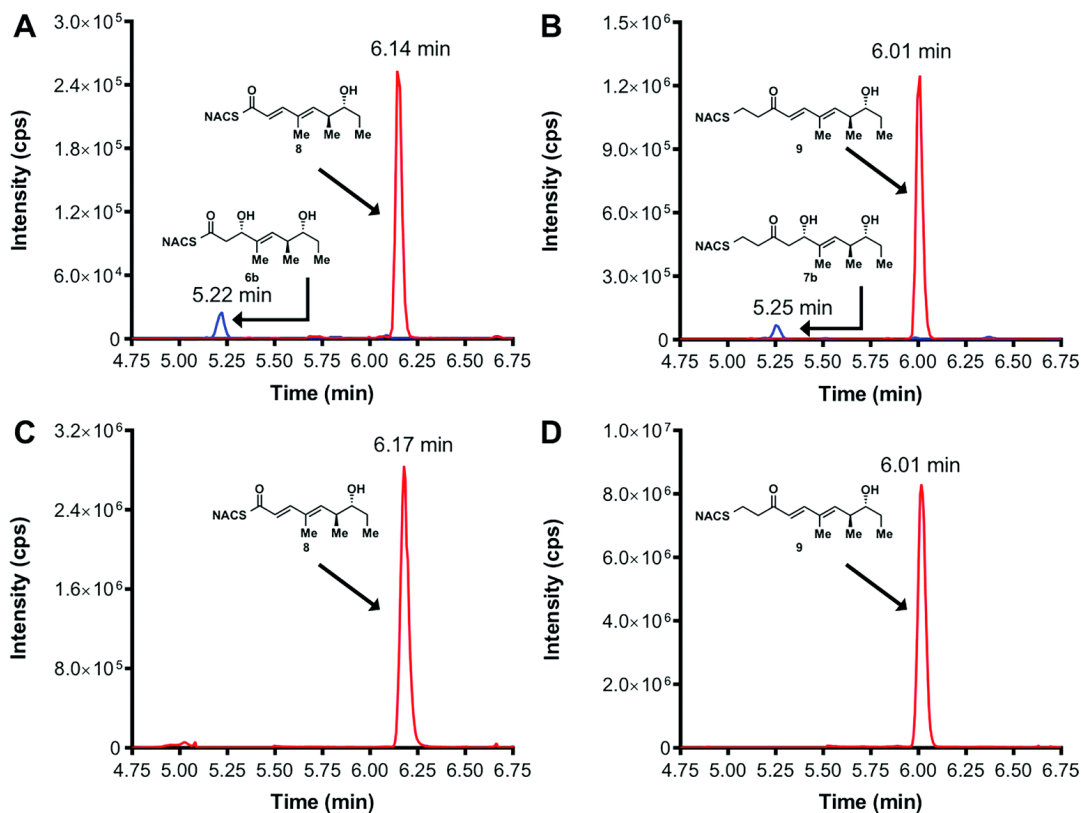 A
3.0×10⁵
2.4×10⁵
1.8×10⁵
1.2×10⁵
6.0×10⁴
0
Intensity (cps)
4.75 5.00 5.25 5.50 5.75 6.00 6.25 6.50 6.75
Time (min)
6.14 min
O
OH
NACS
Me Me Me
8
O OH OH
NACS
Me Me Me
6b
5.22 min
B
1.5×10⁶
1.2×10⁶
9.0×10⁵
6.0×10⁵
3.0×10⁵
0
Intensity (cps)
4.75 5.00 5.25 5.50 5.75 6.00 6.25 6.50 6.75
Time (min)
6.01 min
O OH
NACS
Me Me Me
9
O OH OH
NACS
Me Me Me
7b
5.25 min
C
3.2×10⁶
2.4×10⁶
1.6×10⁶
8.0×10⁵
0
Intensity (cps)
4.75 5.00 5.25 5.50 5.75 6.00 6.25 6.50 6.75
Time (min)
6.17 min
O OH
NACS
Me Me Me
8
D
1.0×10⁷
8.0×10⁶
6.0×10⁶
4.0×10⁶
2.0×10⁶
0
Intensity (cps)
4.75 5.00 5.25 5.50 5.75 6.00 6.25 6.50 6.75
Time (min)
6.01 min
O OH
NACS
Me Me Me
9